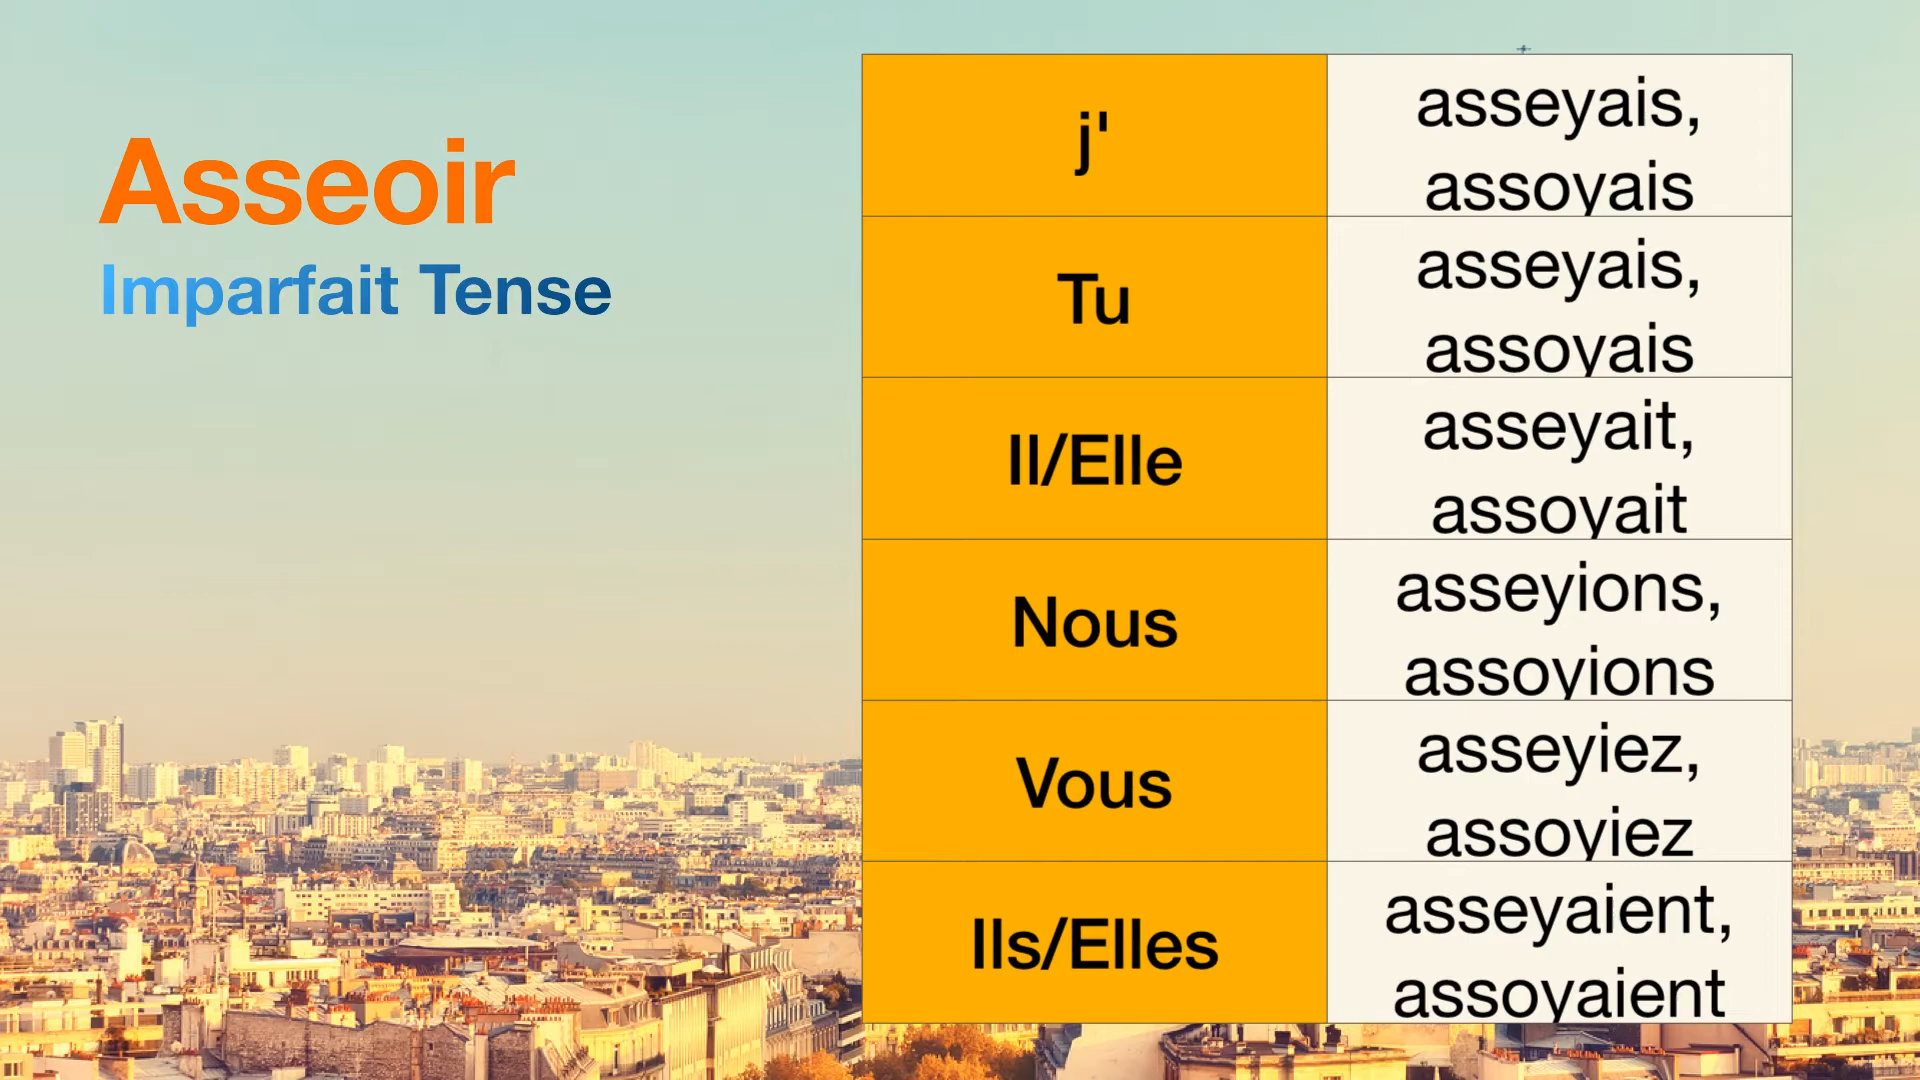 Asseoir
Imparfait Tense
j'
asseyais,
assoyais
Tu
asseyais,
assoyais
Il/Elle
asseyait,
assoyait
Nous
asseyions,
assoyions
Vous
asseyiez,
assoyiez
Ils/Elles
asseyaient,
assoyaient